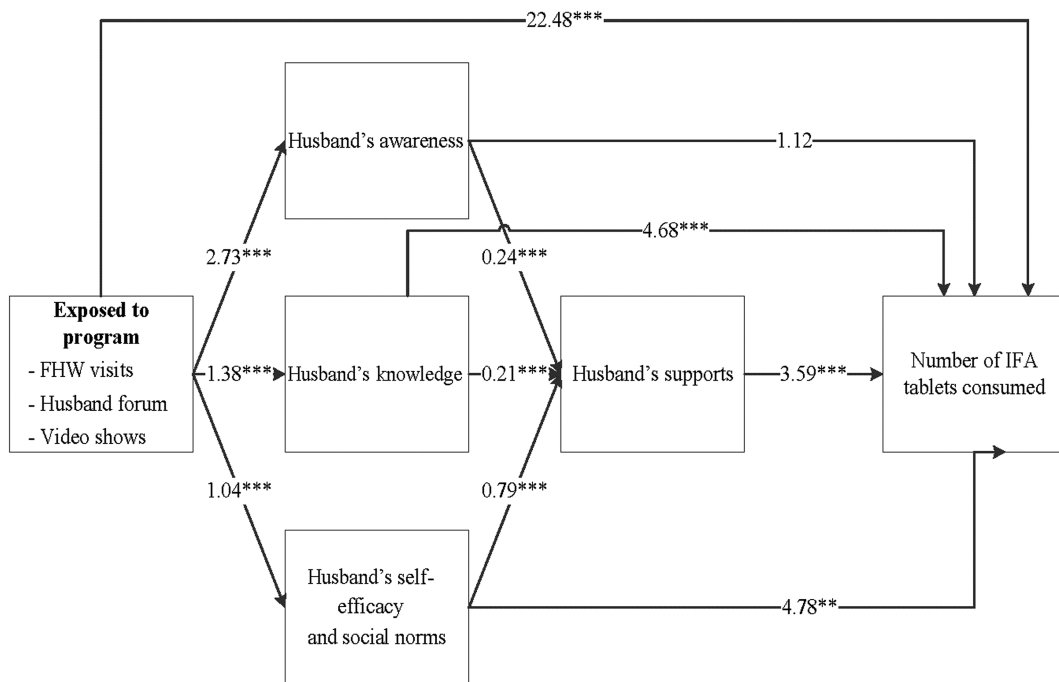 22.48***
Husband's awareness
1.12
4.68***
2.73***
0.24***
Exposed to
program
- FHW visits
- Husband forum
- Video shows
1.38***
Husband's knowledge
0.21***
Husband's supports
3.59***
Number of IFA
tablets consumed
1.04***
0.79***
Husband's self-
efficacy
and social norms
4.78**